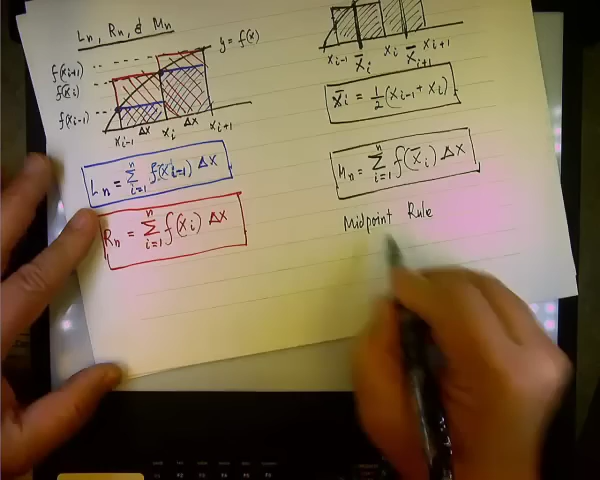 Ln, Rn, & Mn
y = f(x)
f(xi+1)
f(xi)
f(xi-1)
xi-1 Δx xi Δx xi+1
Ln = Σ i=1 n f(xi-1) Δx
Rn = Σ i=1 n f(xi) Δx
xi-1 x̄i xi x̄i+1 xi+1
x̄i = 1/2 (xi-1 + xi)
Mn = Σ i=1 n f(x̄i) Δx
Midpoint Rule